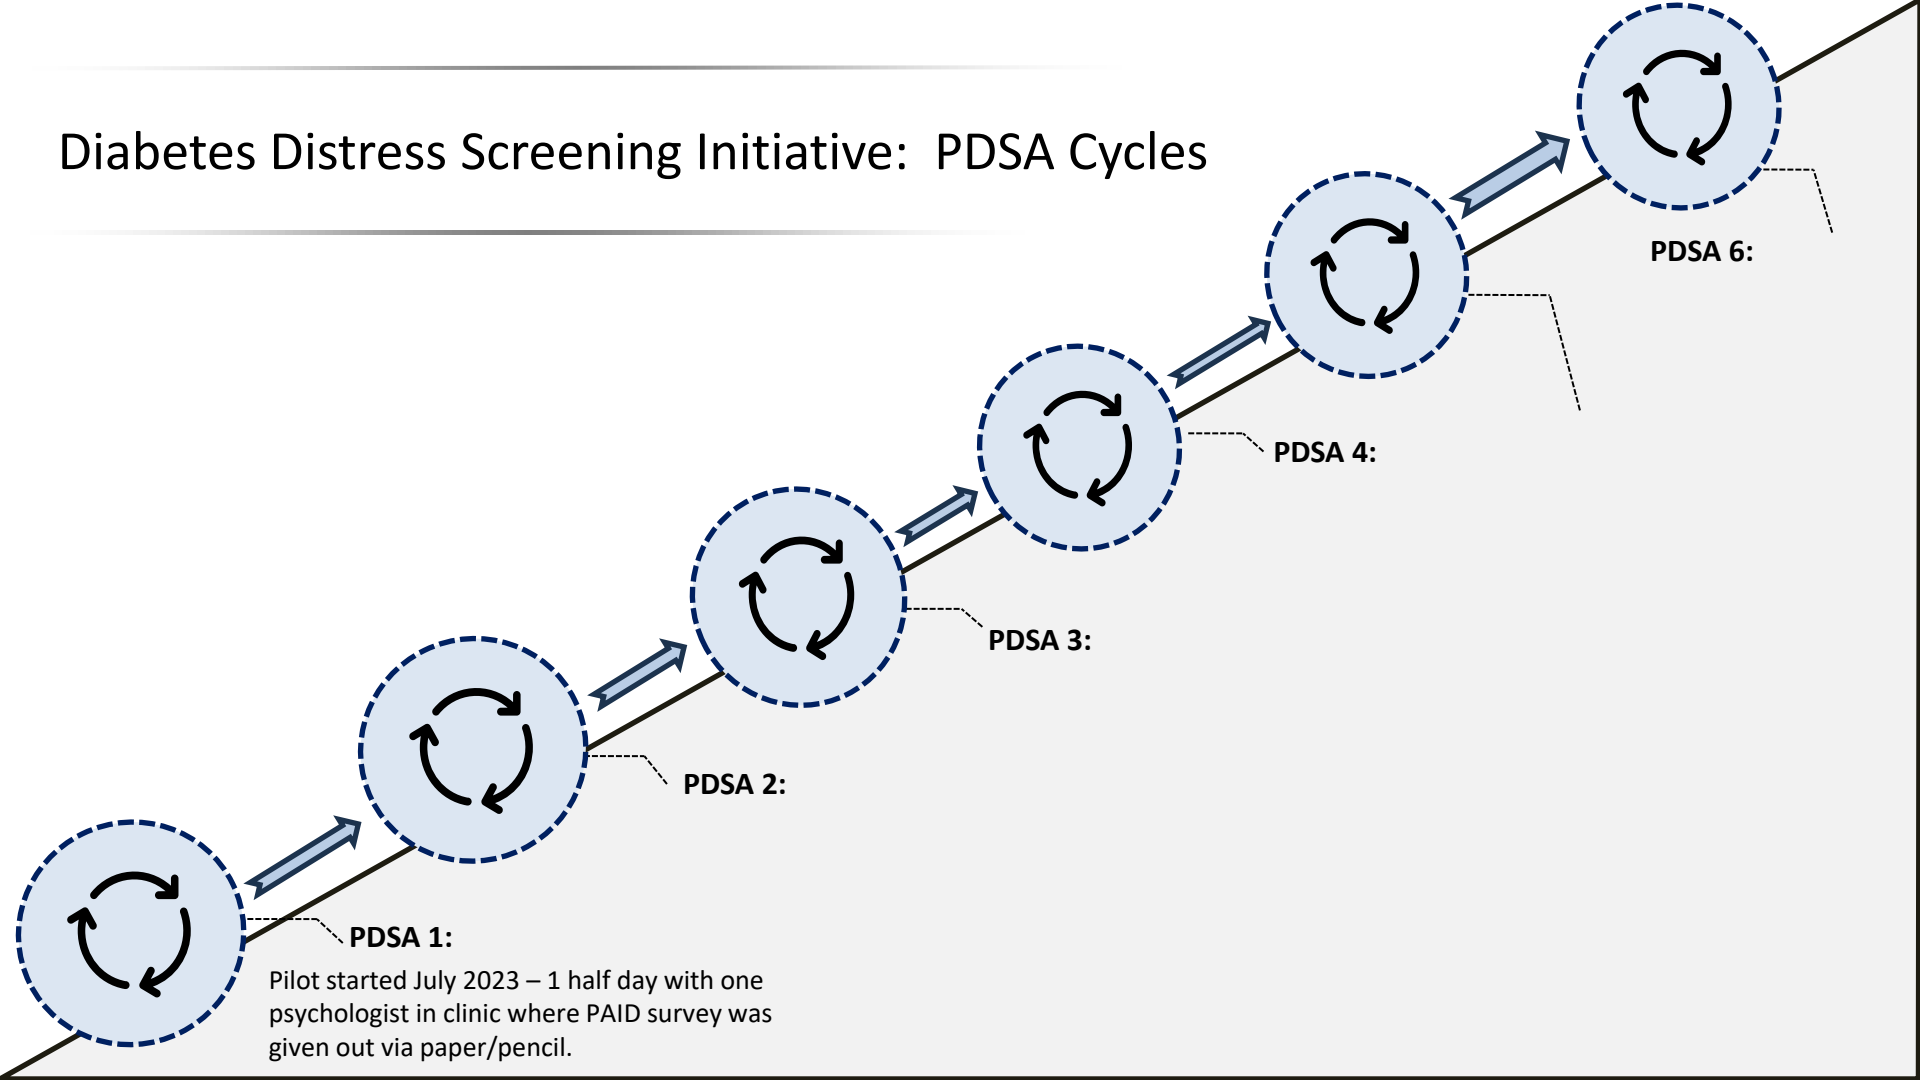 Diabetes Distress Screening Initiative:  PDSA Cycles
PDSA 6:
PDSA 4:
PDSA 3:
PDSA 2:
PDSA 1:
Pilot started July 2023 – 1 half day with one
psychologist in clinic where PAID survey was
given out via paper/pencil.